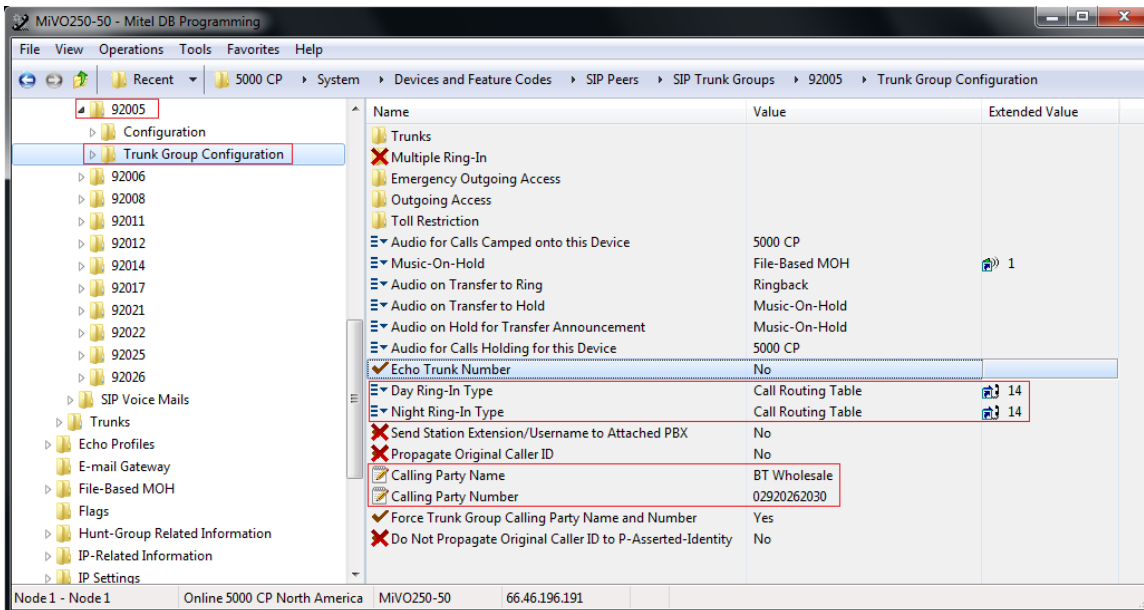 MiVO250-50 - Mitel DB Programming
File View Operations Tools Favorites Help
Recent 5000 CP System Devices and Feature Codes SIP Peers SIP Trunk Groups 92005 Trunk Group Configuration
92005
Configuration
Trunk Group Configuration
92006
92008
92011
92012
92014
92017
92021
92022
92025
92026
SIP Voice Mails
Trunks
Echo Profiles
E-mail Gateway
File-Based MOH
Flags
Hunt-Group Related Information
IP-Related Information
IP Settings
Name Value Extended Value
Trunks
Multiple Ring-In
Emergency Outgoing Access
Outgoing Access
Toll Restriction
Audio for Calls Camped onto this Device 5000 CP
Music-On-Hold File-Based MOH 1
Audio on Transfer to Ring Ringback
Audio on Transfer to Hold Music-On-Hold
Audio on Hold for Transfer Announcement Music-On-Hold
Audio for Calls Holding for this Device 5000 CP
Echo Trunk Number No
Day Ring-In Type Call Routing Table 14
Night Ring-In Type Call Routing Table 14
Send Station Extension/Username to Attached PBX No
Propagate Original Caller ID No
Calling Party Name BT Wholesale
Calling Party Number 02920262030
Force Trunk Group Calling Party Name and Number Yes
Do Not Propagate Original Caller ID to P-Asserted-Identity No
Node 1 - Node 1 Online 5000 CP North America MiVO250-50 66.46.196.191